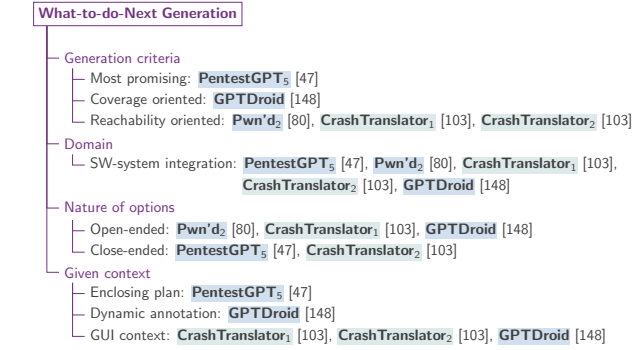 What-to-do-Next Generation
Generation criteria
Most promising: PentestGPT₅ [47]
Coverage oriented: GPTDroid [148]
Reachability oriented: Pwn'd₂ [80], CrashTranslator₁ [103], CrashTranslator₂ [103]
Domain
SW-system integration: PentestGPT₅ [47], Pwn'd₂ [80], CrashTranslator₁ [103],
CrashTranslator₂ [103], GPTDroid [148]
Nature of options
Open-ended: Pwn'd₂ [80], CrashTranslator₁ [103], GPTDroid [148]
Close-ended: PentestGPT₅ [47], CrashTranslator₂ [103]
Given context
Enclosing plan: PentestGPT₅ [47]
Dynamic annotation: GPTDroid [148]
GUI context: CrashTranslator₁ [103], CrashTranslator₂ [103], GPTDroid [148]